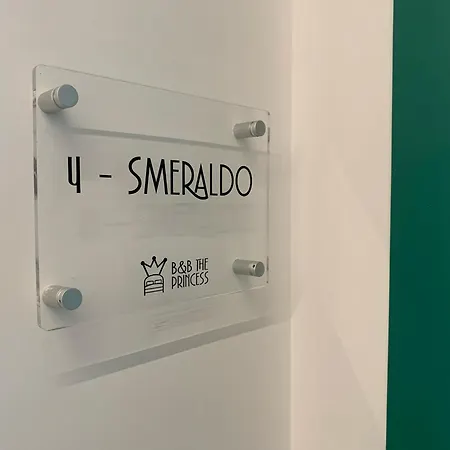 4 - SMERALDO
B&B THE
PRINCESS